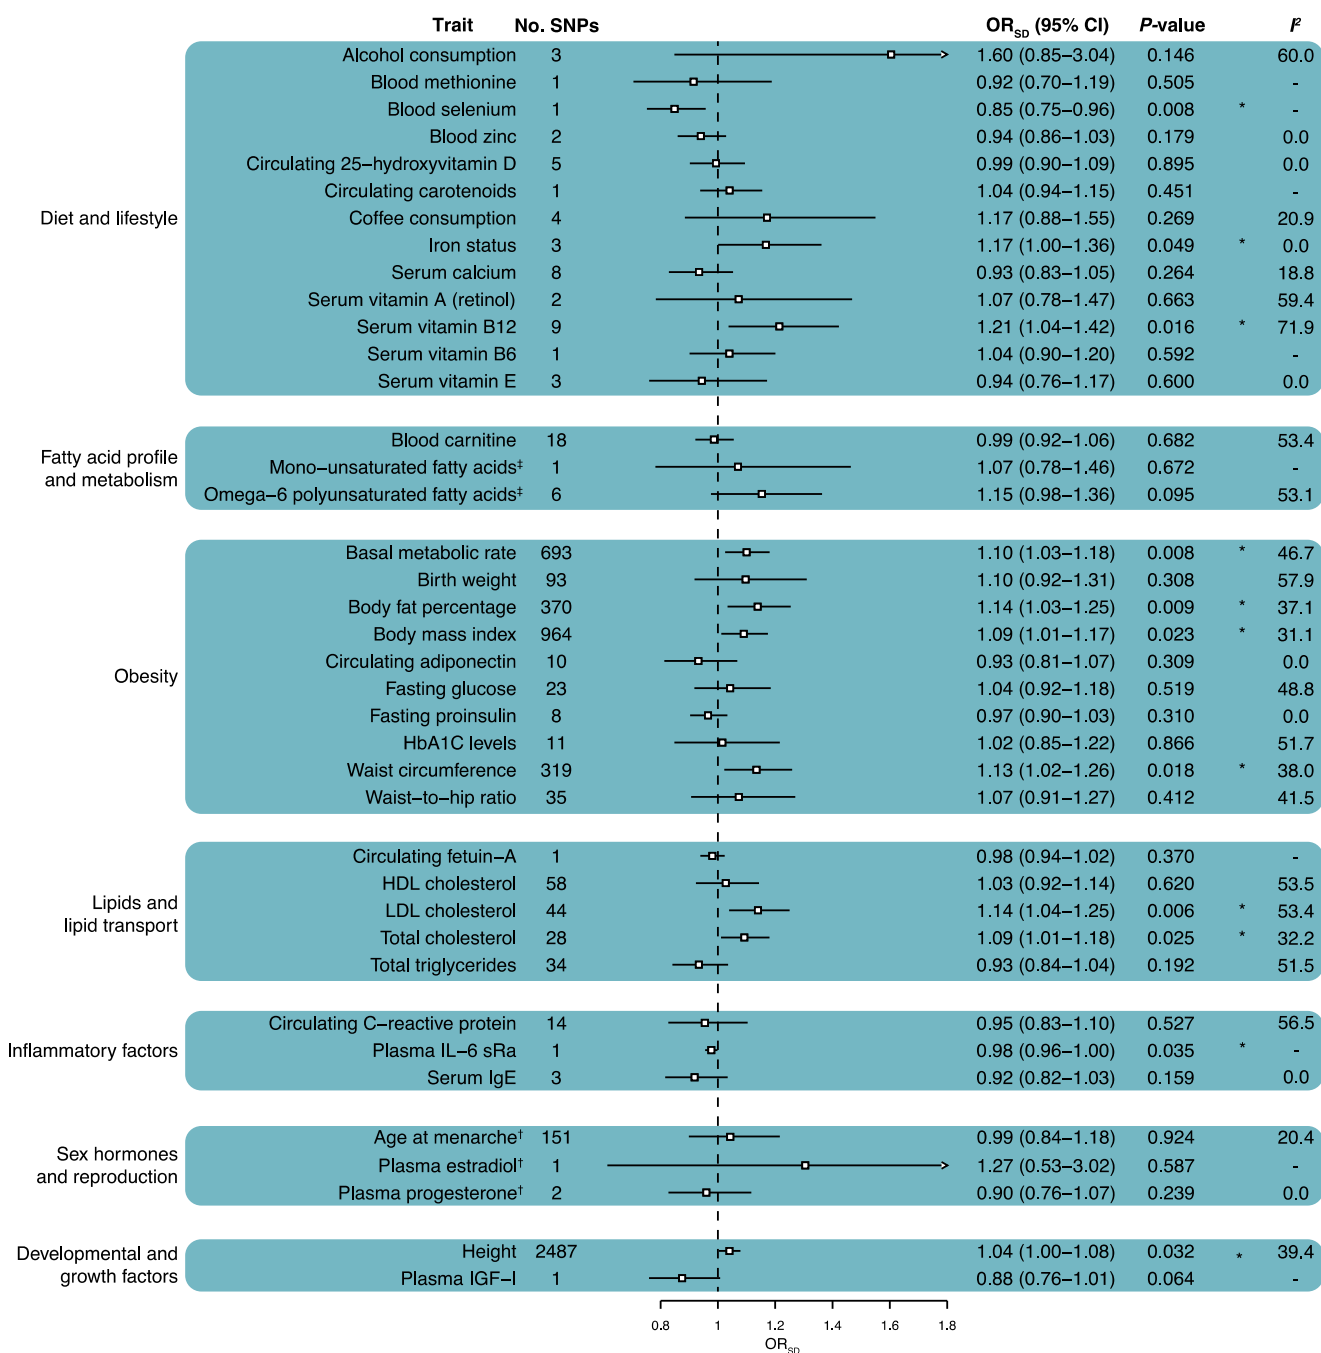 Trait No. SNPs OR_SD (95% CI) P-value I²
Diet and lifestyle
Alcohol consumption 3 1.60 (0.85–3.04) 0.146 60.0
Blood methionine 1 0.92 (0.70–1.19) 0.505 -
Blood selenium 1 0.85 (0.75–0.96) 0.008 * -
Blood zinc 2 0.94 (0.86–1.03) 0.179 0.0
Circulating 25–hydroxyvitamin D 5 0.99 (0.90–1.09) 0.895 0.0
Circulating carotenoids 1 1.04 (0.94–1.15) 0.451 -
Coffee consumption 4 1.17 (0.88–1.55) 0.269 20.9
Iron status 3 1.17 (1.00–1.36) 0.049 * 0.0
Serum calcium 8 0.93 (0.83–1.05) 0.264 18.8
Serum vitamin A (retinol) 2 1.07 (0.78–1.47) 0.663 59.4
Serum vitamin B12 9 1.21 (1.04–1.42) 0.016 * 71.9
Serum vitamin B6 1 1.04 (0.90–1.20) 0.592 -
Serum vitamin E 3 0.94 (0.76–1.17) 0.600 0.0
Fatty acid profile
and metabolism
Blood carnitine 18 0.99 (0.92–1.06) 0.682 53.4
Mono–unsaturated fatty acids‡ 1 1.07 (0.78–1.46) 0.672 -
Omega–6 polyunsaturated fatty acids‡ 6 1.15 (0.98–1.36) 0.095 53.1
Obesity
Basal metabolic rate 693 1.10 (1.03–1.18) 0.008 * 46.7
Birth weight 93 1.10 (0.92–1.31) 0.308 57.9
Body fat percentage 370 1.14 (1.03–1.25) 0.009 * 37.1
Body mass index 964 1.09 (1.01–1.17) 0.023 * 31.1
Circulating adiponectin 10 0.93 (0.81–1.07) 0.309 0.0
Fasting glucose 23 1.04 (0.92–1.18) 0.519 48.8
Fasting proinsulin 8 0.97 (0.90–1.03) 0.310 0.0
HbA1C levels 11 1.02 (0.85–1.22) 0.866 51.7
Waist circumference 319 1.13 (1.02–1.26) 0.018 * 38.0
Waist–to–hip ratio 35 1.07 (0.91–1.27) 0.412 41.5
Lipids and
lipid transport
Circulating fetuin–A 1 0.98 (0.94–1.02) 0.370 -
HDL cholesterol 58 1.03 (0.92–1.14) 0.620 53.5
LDL cholesterol 44 1.14 (1.04–1.25) 0.006 * 53.4
Total cholesterol 28 1.09 (1.01–1.18) 0.025 * 32.2
Total triglycerides 34 0.93 (0.84–1.04) 0.192 51.5
Inflammatory factors
Circulating C–reactive protein 14 0.95 (0.83–1.10) 0.527 56.5
Plasma IL–6 sRa 1 0.98 (0.96–1.00) 0.035 * -
Serum IgE 3 0.92 (0.82–1.03) 0.159 0.0
Sex hormones
and reproduction
Age at menarche† 151 0.99 (0.84–1.18) 0.924 20.4
Plasma estradiol† 1 1.27 (0.53–3.02) 0.587 -
Plasma progesterone† 2 0.90 (0.76–1.07) 0.239 0.0
Developmental and
growth factors
Height 2487 1.04 (1.00–1.08) 0.032 * 39.4
Plasma IGF–I 1 0.88 (0.76–1.01) 0.064 -
0.8 1 1.2 1.4 1.6 1.8
OR_SD